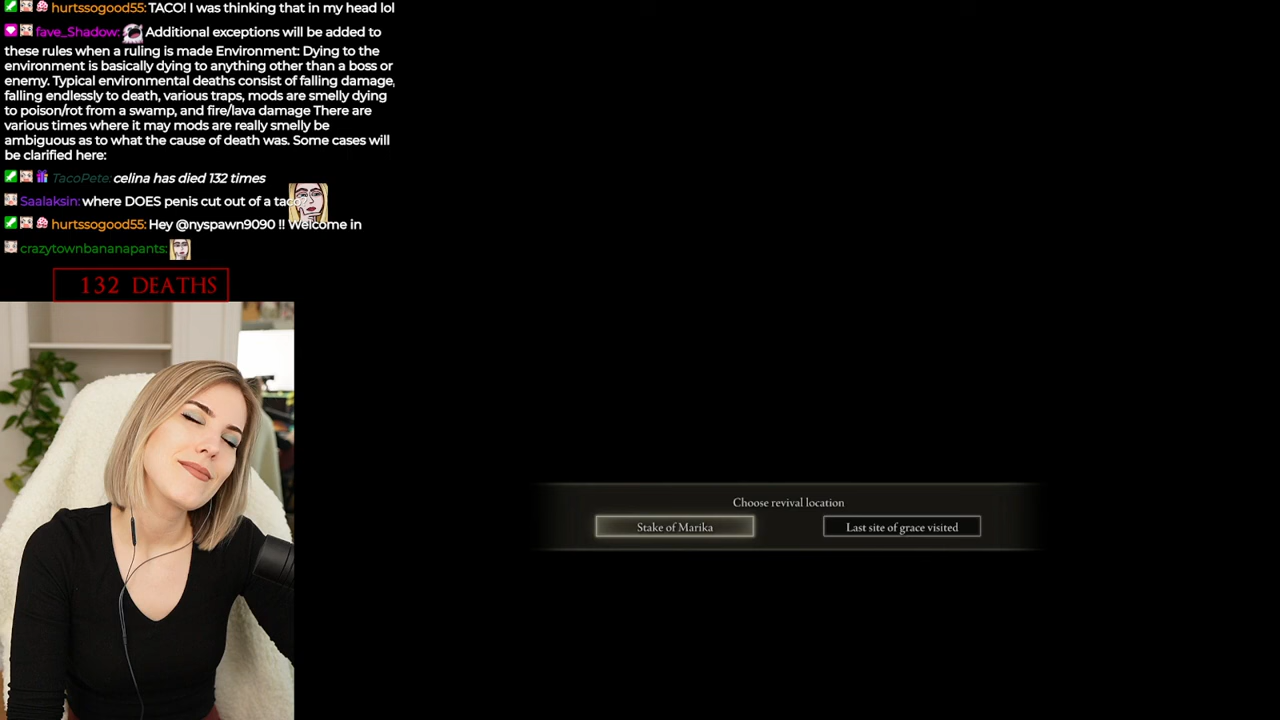 hurtssogood55: TACO! I was thinking that in my head lol
fave_Shadow: Additional exceptions will be added to
these rules when a ruling is made Environment: Dying to the
environment is basically dying to anything other than a boss or
enemy. Typical environmental deaths consist of falling damage,
falling endlessly to death, various traps, mods are smelly dying
to poison/rot from a swamp, and fire/lava damage There are
various times where it may mods are really smelly be
ambiguous as to what the cause of death was. Some cases will
be clarified here:
TacoPete: celina has died 132 times
Saalaksin: where DOES penis cut out of a taco?
hurtssogood55: Hey @nyspawn9090 !! Welcome in
crazytownbananapants:
132 DEATHS
Choose revival location
Stake of Marika
Last site of grace visited